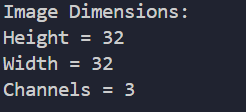 Image Dimensions:
Height = 32
Width = 32
Channels = 3